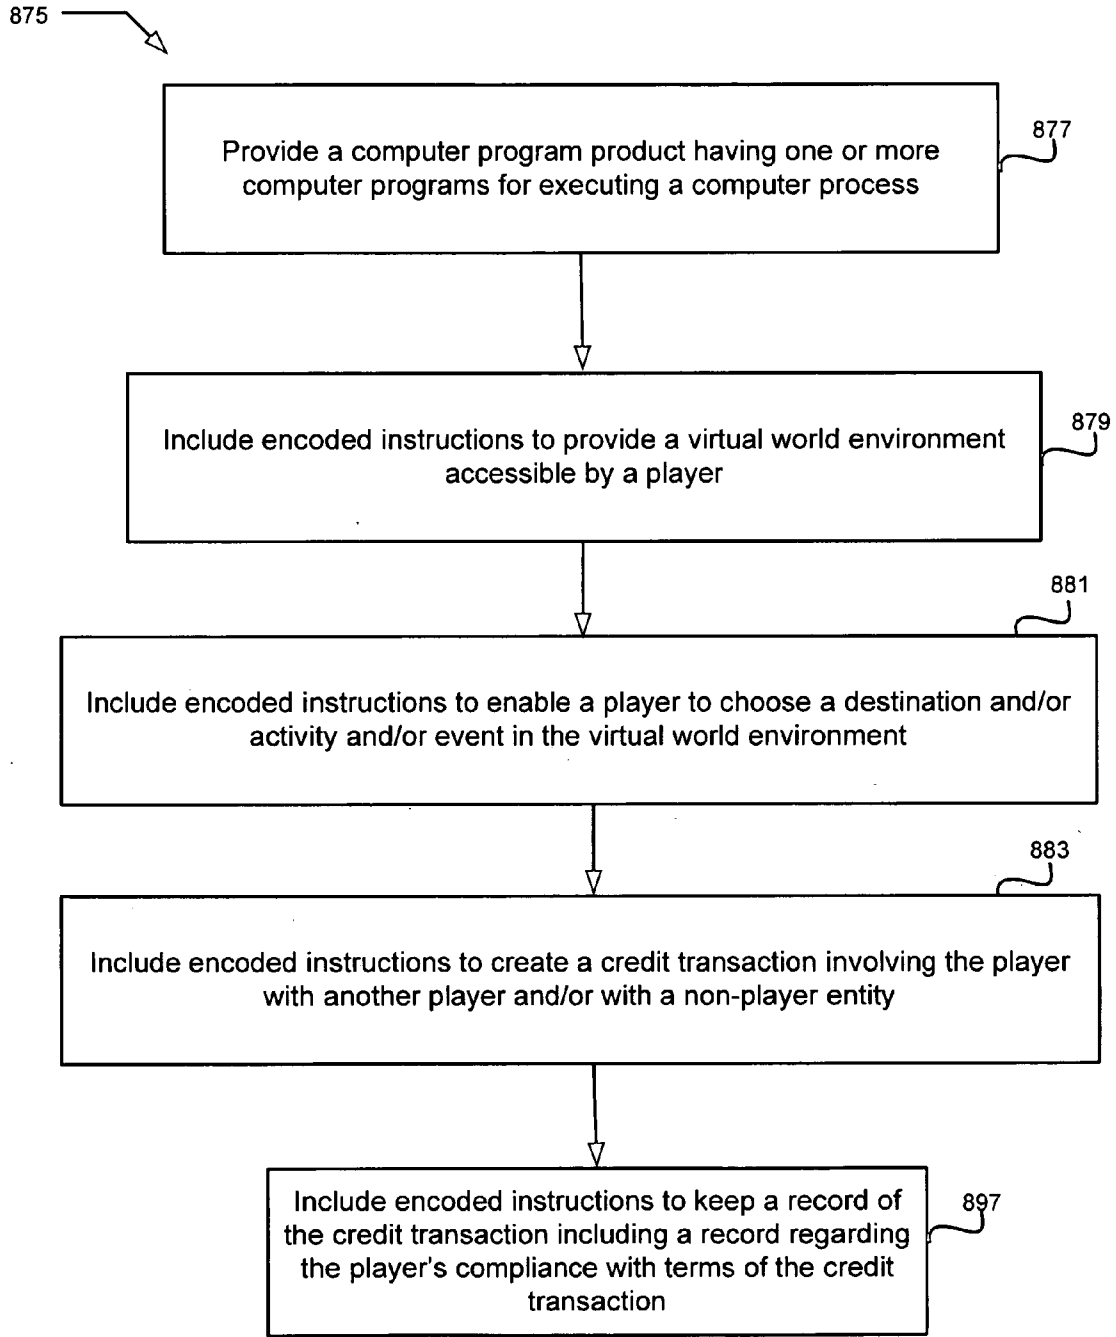 875
877
Provide a computer program product having one or more
computer programs for executing a computer process
879
Include encoded instructions to provide a virtual world environment
accessible by a player
881
Include encoded instructions to enable a player to choose a destination and/or
activity and/or event in the virtual world environment
883
Include encoded instructions to create a credit transaction involving the player
with another player and/or with a non-player entity
897
Include encoded instructions to keep a record of
the credit transaction including a record regarding
the player's compliance with terms of the credit
transaction